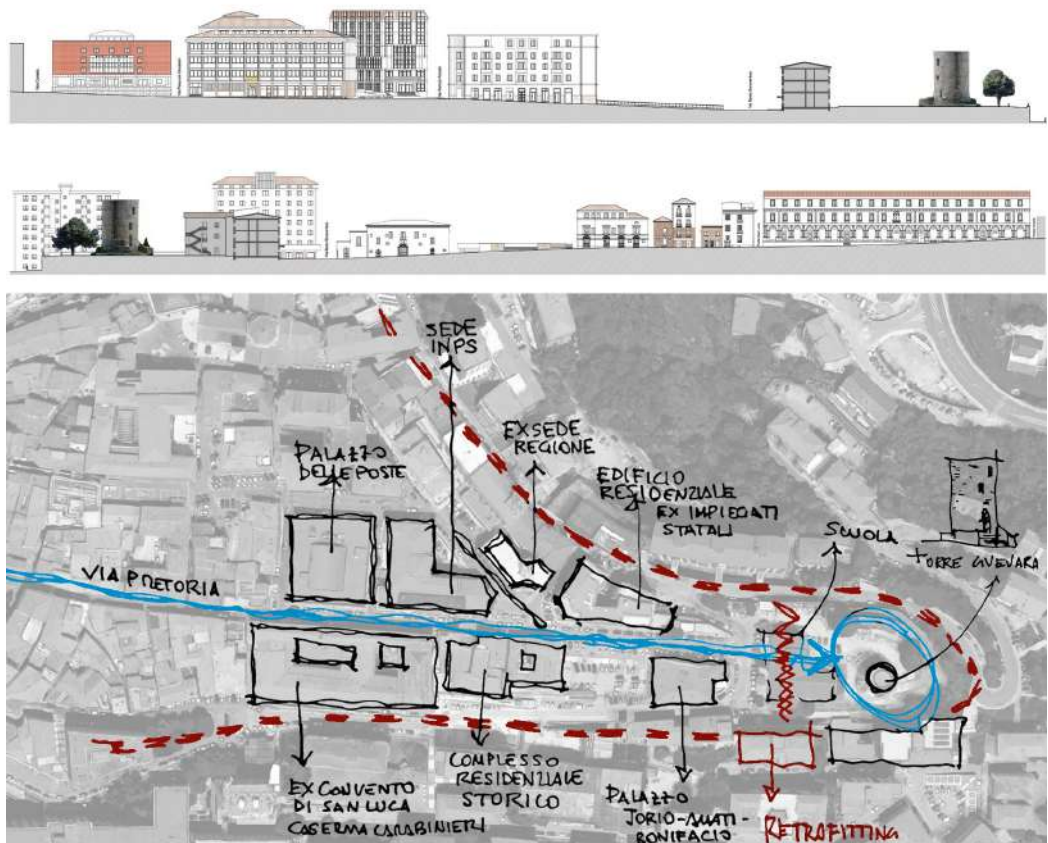 SEDE
INPS
EX SEDE
REGIONE
PALAZZO
DELLE POSTE
EDIFICIO
RESIDENZIALE
EX IMPIEGATI
STATALI
SCUOLA
TORRE GUEVARA
VIA PRETORIA
EX CONVENTO
DI SAN LUCA
CASERMA CARABINIERI
COMPLESSO
RESIDENZIALE
STORICO
PALAZZO
JORIO-AMATI-
BONIFACIO
RETROFITTING